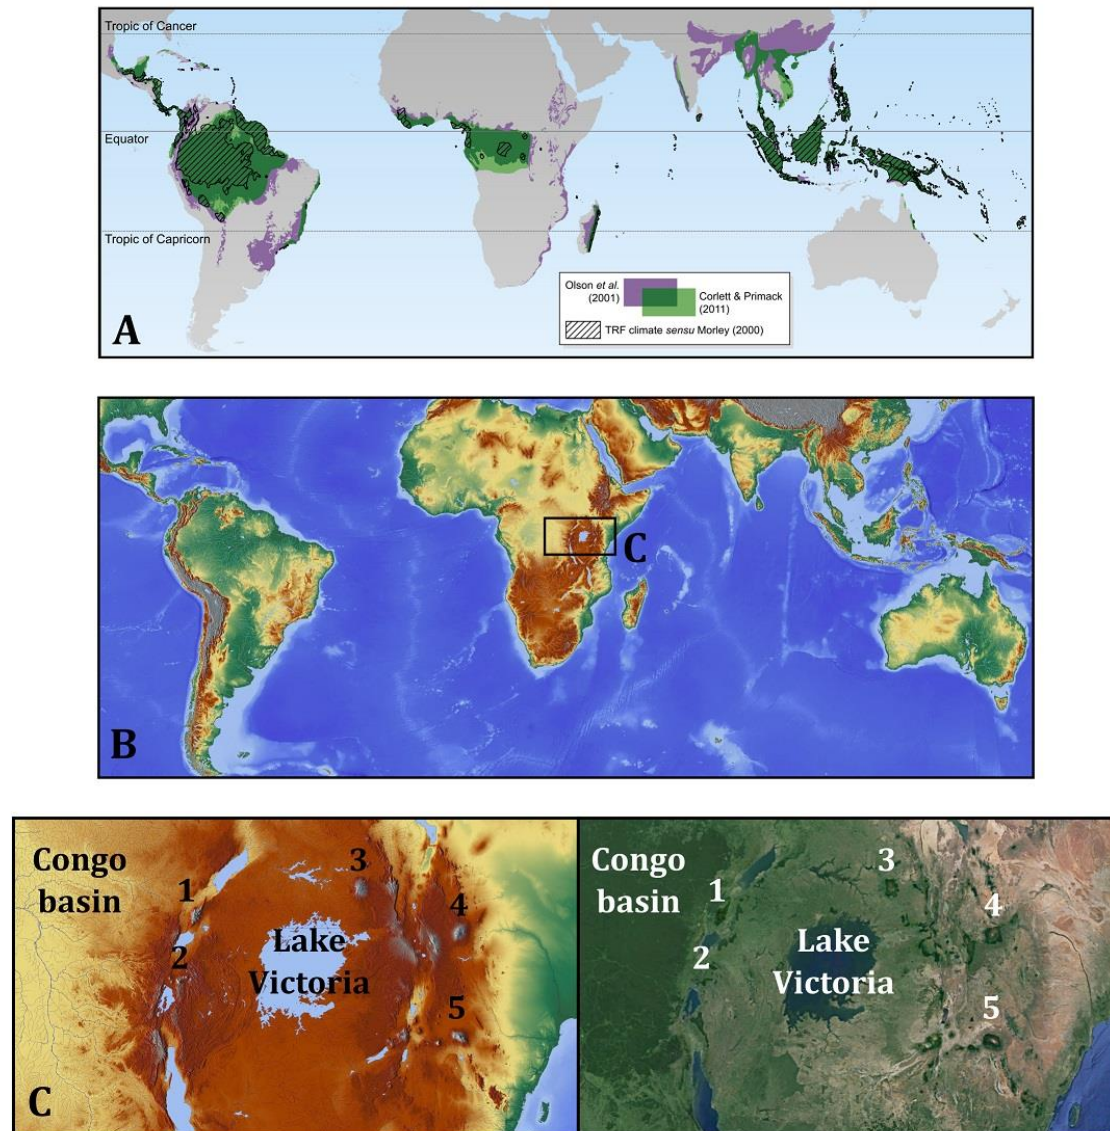 Tropic of Cancer
Equator
Tropic of Capricorn
Olson et al.
(2001)
Corlett & Primack
(2011)
TRF climate sensu Morley (2000)
A
C
B
Congo
basin
1
2
3
4
5
Lake
Victoria
C
Congo
basin
1
2
3
4
5
Lake
Victoria